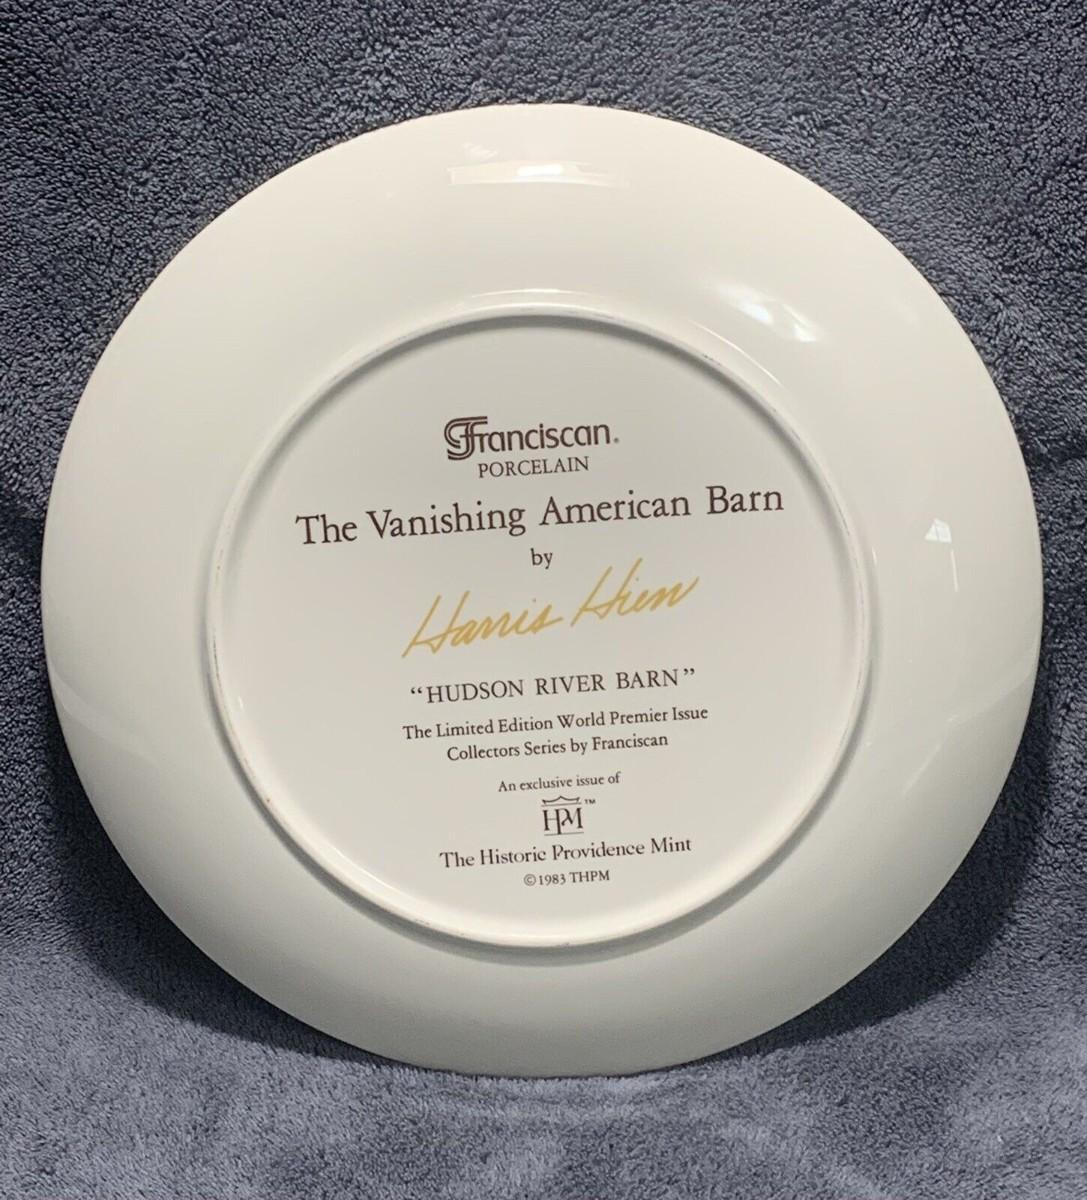 Franciscan®
PORCELAIN
The Vanishing American Barn
by
Harris Hien
“HUDSON RIVER BARN”
The Limited Edition World Premier Issue
Collectors Series by Franciscan
An exclusive issue of
HPM™
The Historic Providence Mint
©1983 THPM